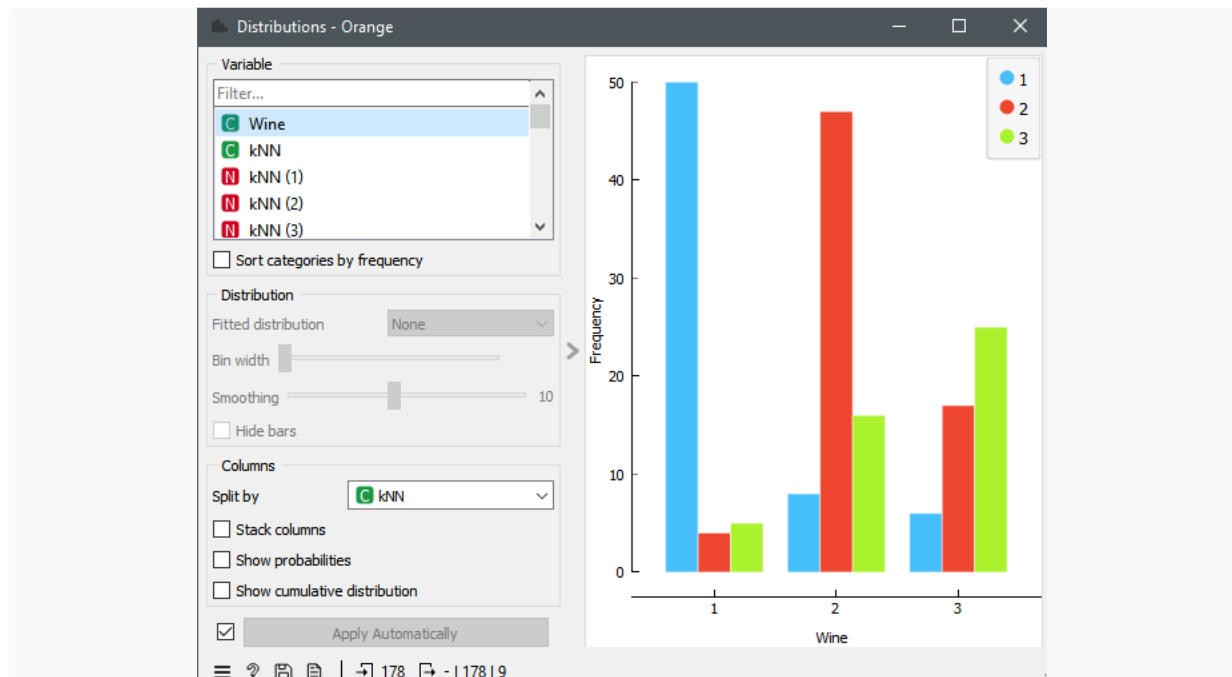 Distributions - Orange
Variable
Filter...
C Wine
C kNN
N kNN (1)
N kNN (2)
N kNN (3)
Sort categories by frequency
Distribution
Fitted distribution None
Bin width
Smoothing 10
Hide bars
Columns
Split by C kNN
Stack columns
Show probabilities
Show cumulative distribution
Apply Automatically
? 178 - | 178 | 9
1
2
3
50
40
30
20
10
0
Frequency
1 2 3
Wine